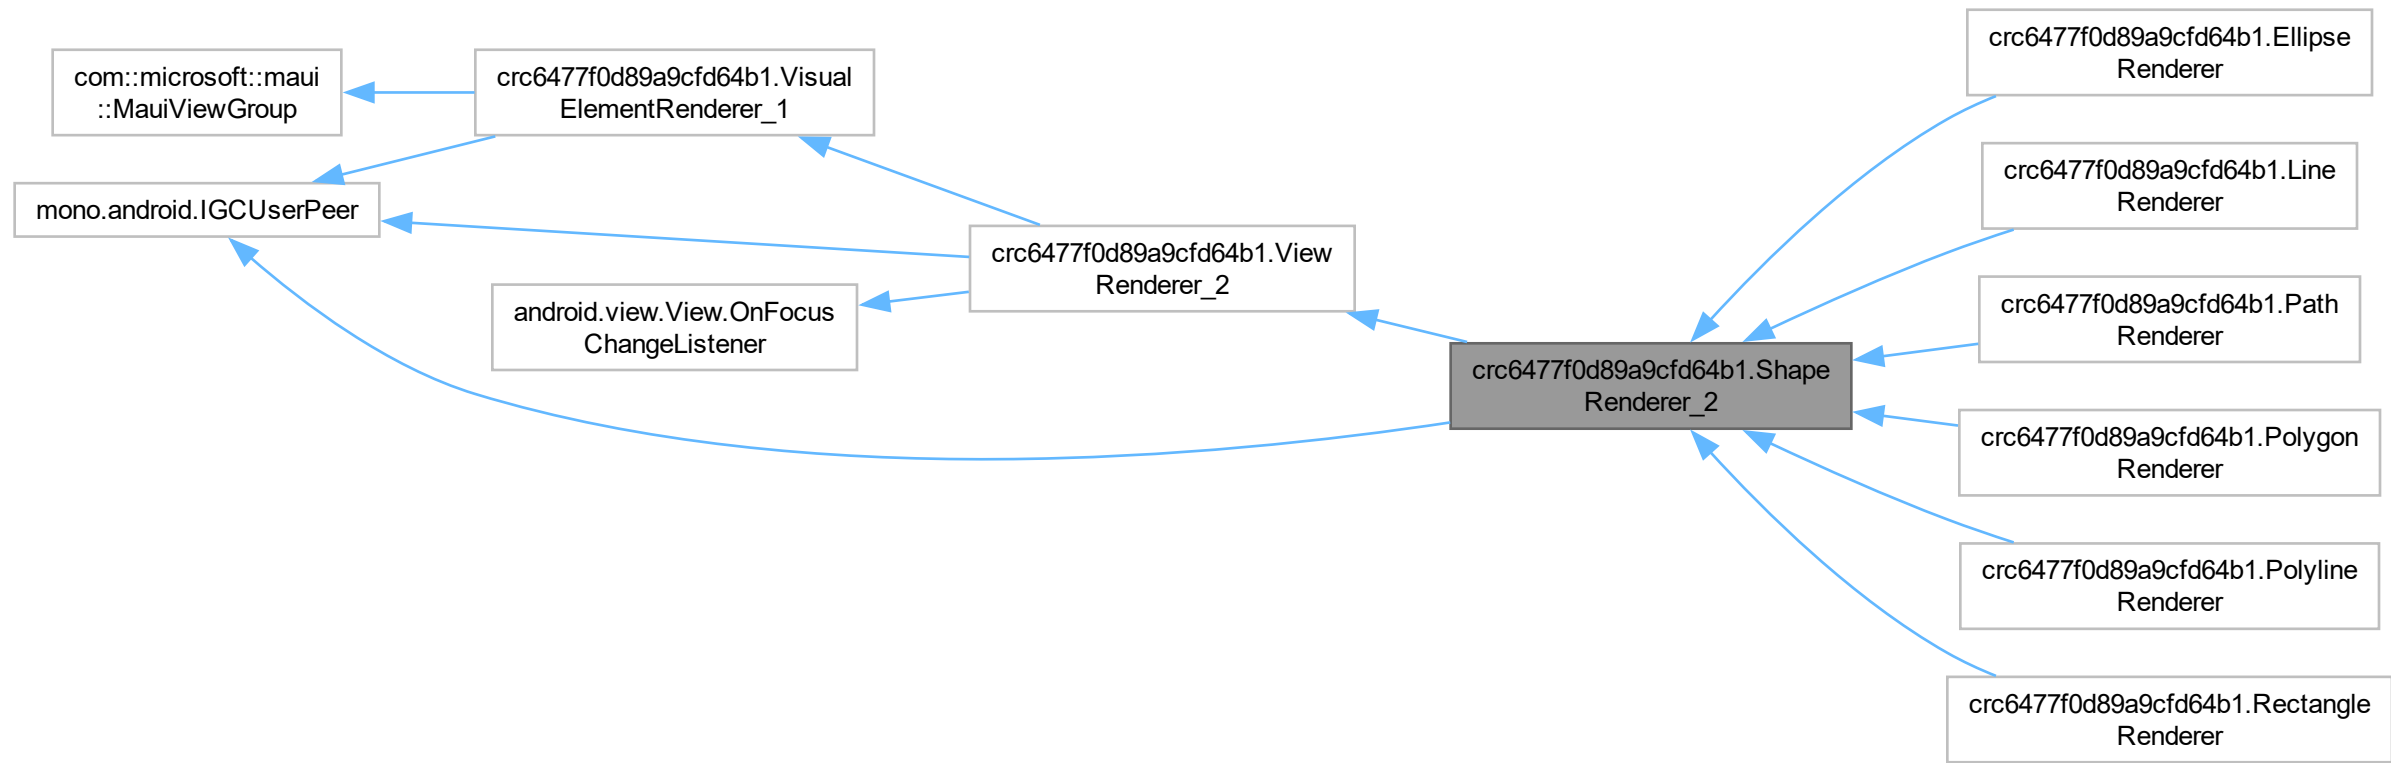 com::microsoft::maui
::MauiViewGroup
mono.android.IGCUserPeer
crc6477f0d89a9cfd64b1.Visual
ElementRenderer_1
android.view.View.OnFocus
ChangeListener
crc6477f0d89a9cfd64b1.View
Renderer_2
crc6477f0d89a9cfd64b1.Shape
Renderer_2
crc6477f0d89a9cfd64b1.Ellipse
Renderer
crc6477f0d89a9cfd64b1.Line
Renderer
crc6477f0d89a9cfd64b1.Path
Renderer
crc6477f0d89a9cfd64b1.Polygon
Renderer
crc6477f0d89a9cfd64b1.Polyline
Renderer
crc6477f0d89a9cfd64b1.Rectangle
Renderer